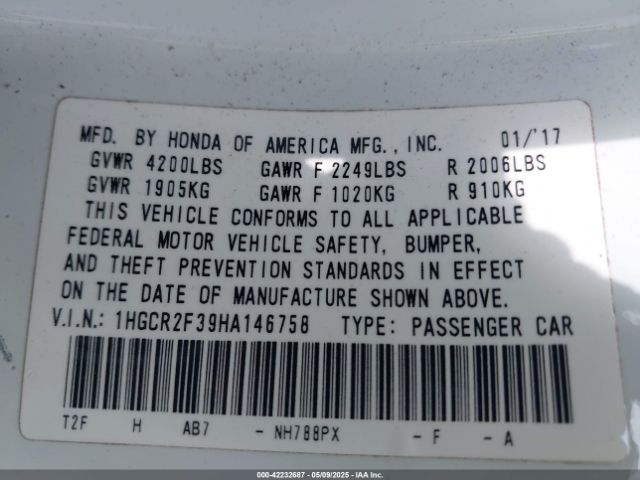 MFD. BY HONDA OF AMERICA MFG., INC. 01/'17
GVWR 4200LBS GAWR F 2249LBS R 2006LBS
GVWR 1905KG GAWR F 1020KG R 910KG
THIS VEHICLE CONFORMS TO ALL APPLICABLE
FEDERAL MOTOR VEHICLE SAFETY, BUMPER,
AND THEFT PREVENTION STANDARDS IN EFFECT
ON THE DATE OF MANUFACTURE SHOWN ABOVE.
V.I.N.: 1HGCR2F39HA146758 TYPE: PASSENGER CAR
T2F H AB7 - NH788PX - F - A
000-42232687 - 05/09/2025 - IAA Inc.